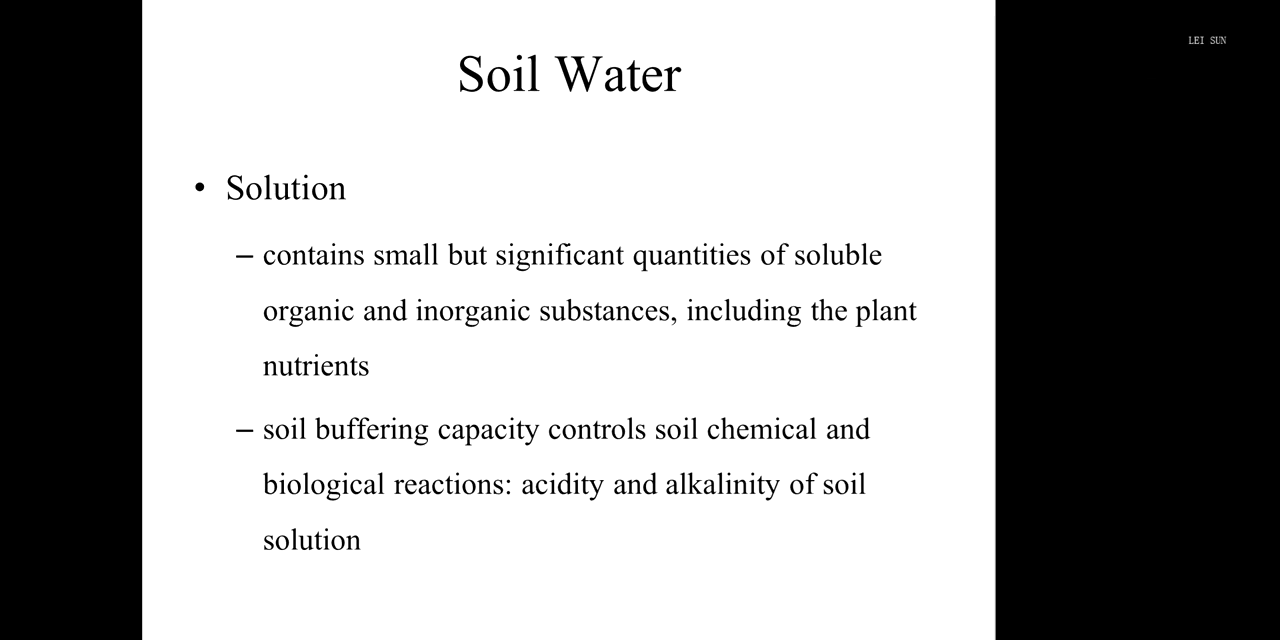 Soil Water
LEI SUN
• Solution
– contains small but significant quantities of soluble
organic and inorganic substances, including the plant
nutrients
– soil buffering capacity controls soil chemical and
biological reactions: acidity and alkalinity of soil
solution